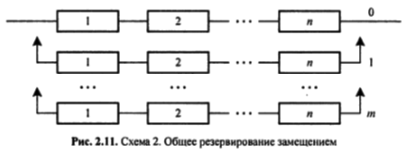 0
1 2 ... n
1 2 ... n 1
... ... ...
1 2 ... n m
Рис. 2.11. Схема 2. Общее резервирование замещением